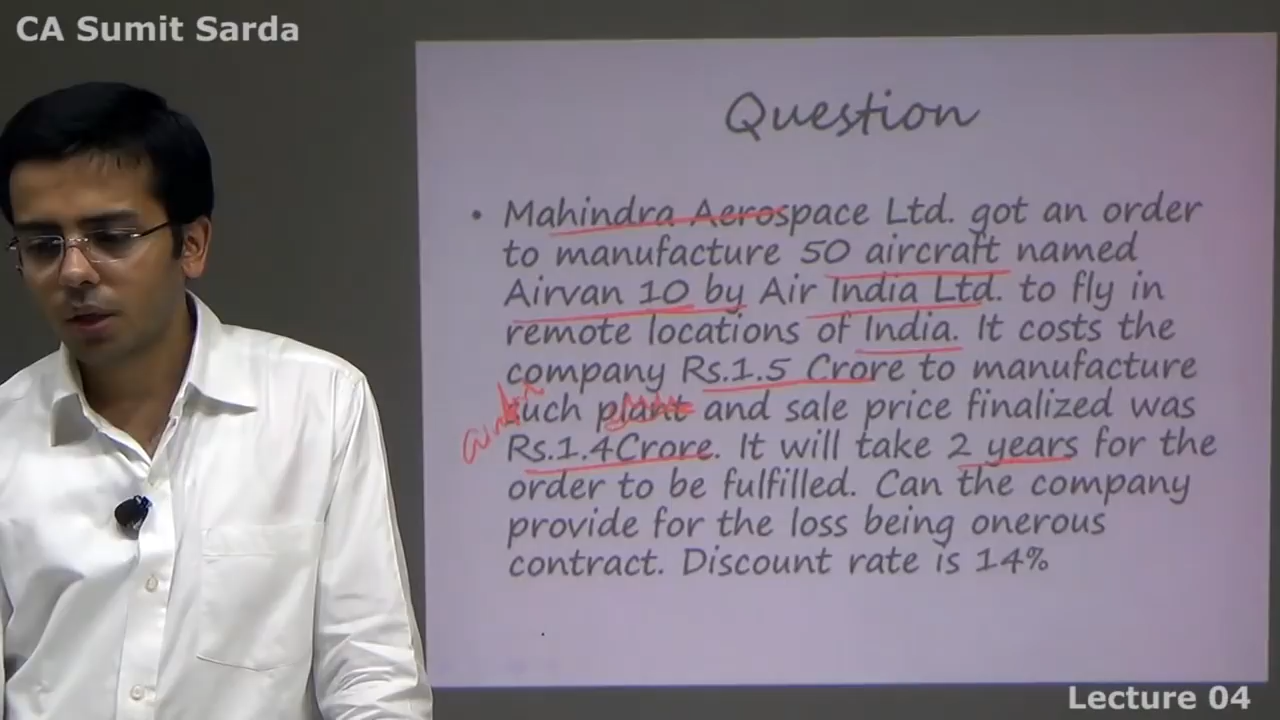 CA Sumit Sarda
Question
• Mahindra Aerospace Ltd. got an order
to manufacture 50 aircraft named
Airvan 10 by Air India Ltd. to fly in
remote locations of India. It costs the
company Rs.1.5 Crore to manufacture
such plant and sale price finalized was
Rs.1.4Crore. It will take 2 years for the
order to be fulfilled. Can the company
provide for the loss being onerous
contract. Discount rate is 14%
Lecture 04